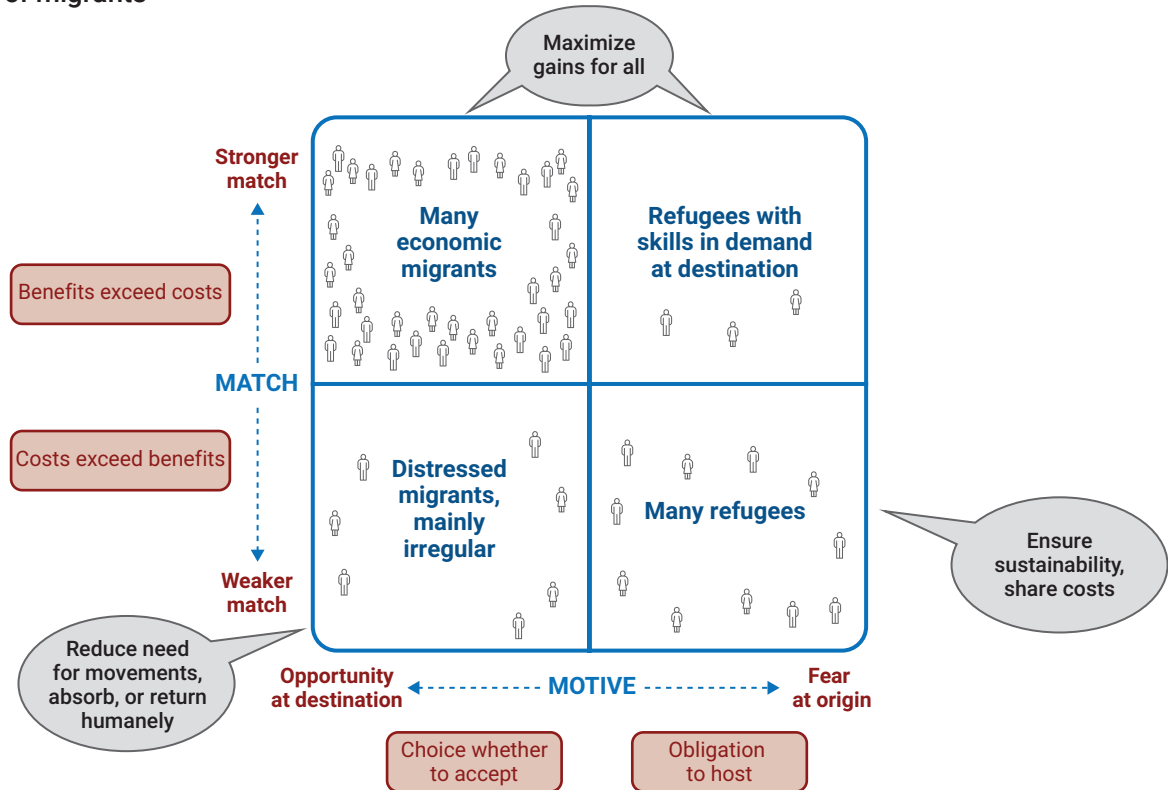 of migrants
Maximize
gains for all
Stronger
match
Many
economic
migrants
Refugees with
skills in demand
at destination
Benefits exceed costs
MATCH
Costs exceed benefits
Distressed
migrants,
mainly
irregular
Many refugees
Ensure
sustainability,
share costs
Weaker
match
Reduce need
for movements,
absorb, or return
humanely
Opportunity
at destination
MOTIVE
Fear
at origin
Choice whether
to accept
Obligation
to host